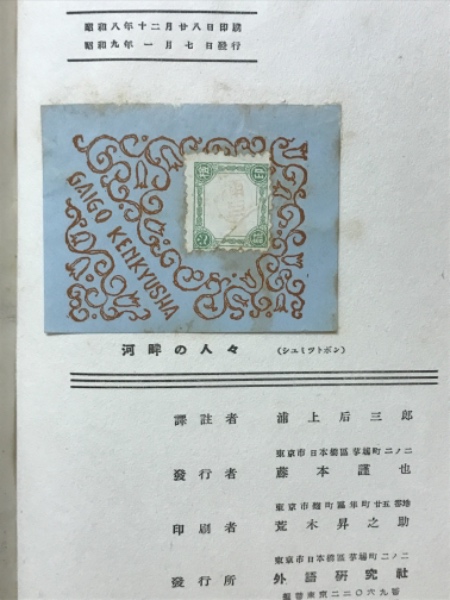 昭和八年十二月廿八日印刷
昭和九年一月七日發行
GAIGO KENKYUSHA
河畔の人々 (シユミツトボン)
譯註者 浦上后三郎
東京市日本橋區茅場町二ノ二
發行者 藤本謹也
東京市麹町區隼町廿五番地
印刷者 荒木昇之助
東京市日本橋區茅場町二ノ二
發行所 外語硏究社
振替東京二二〇六九番